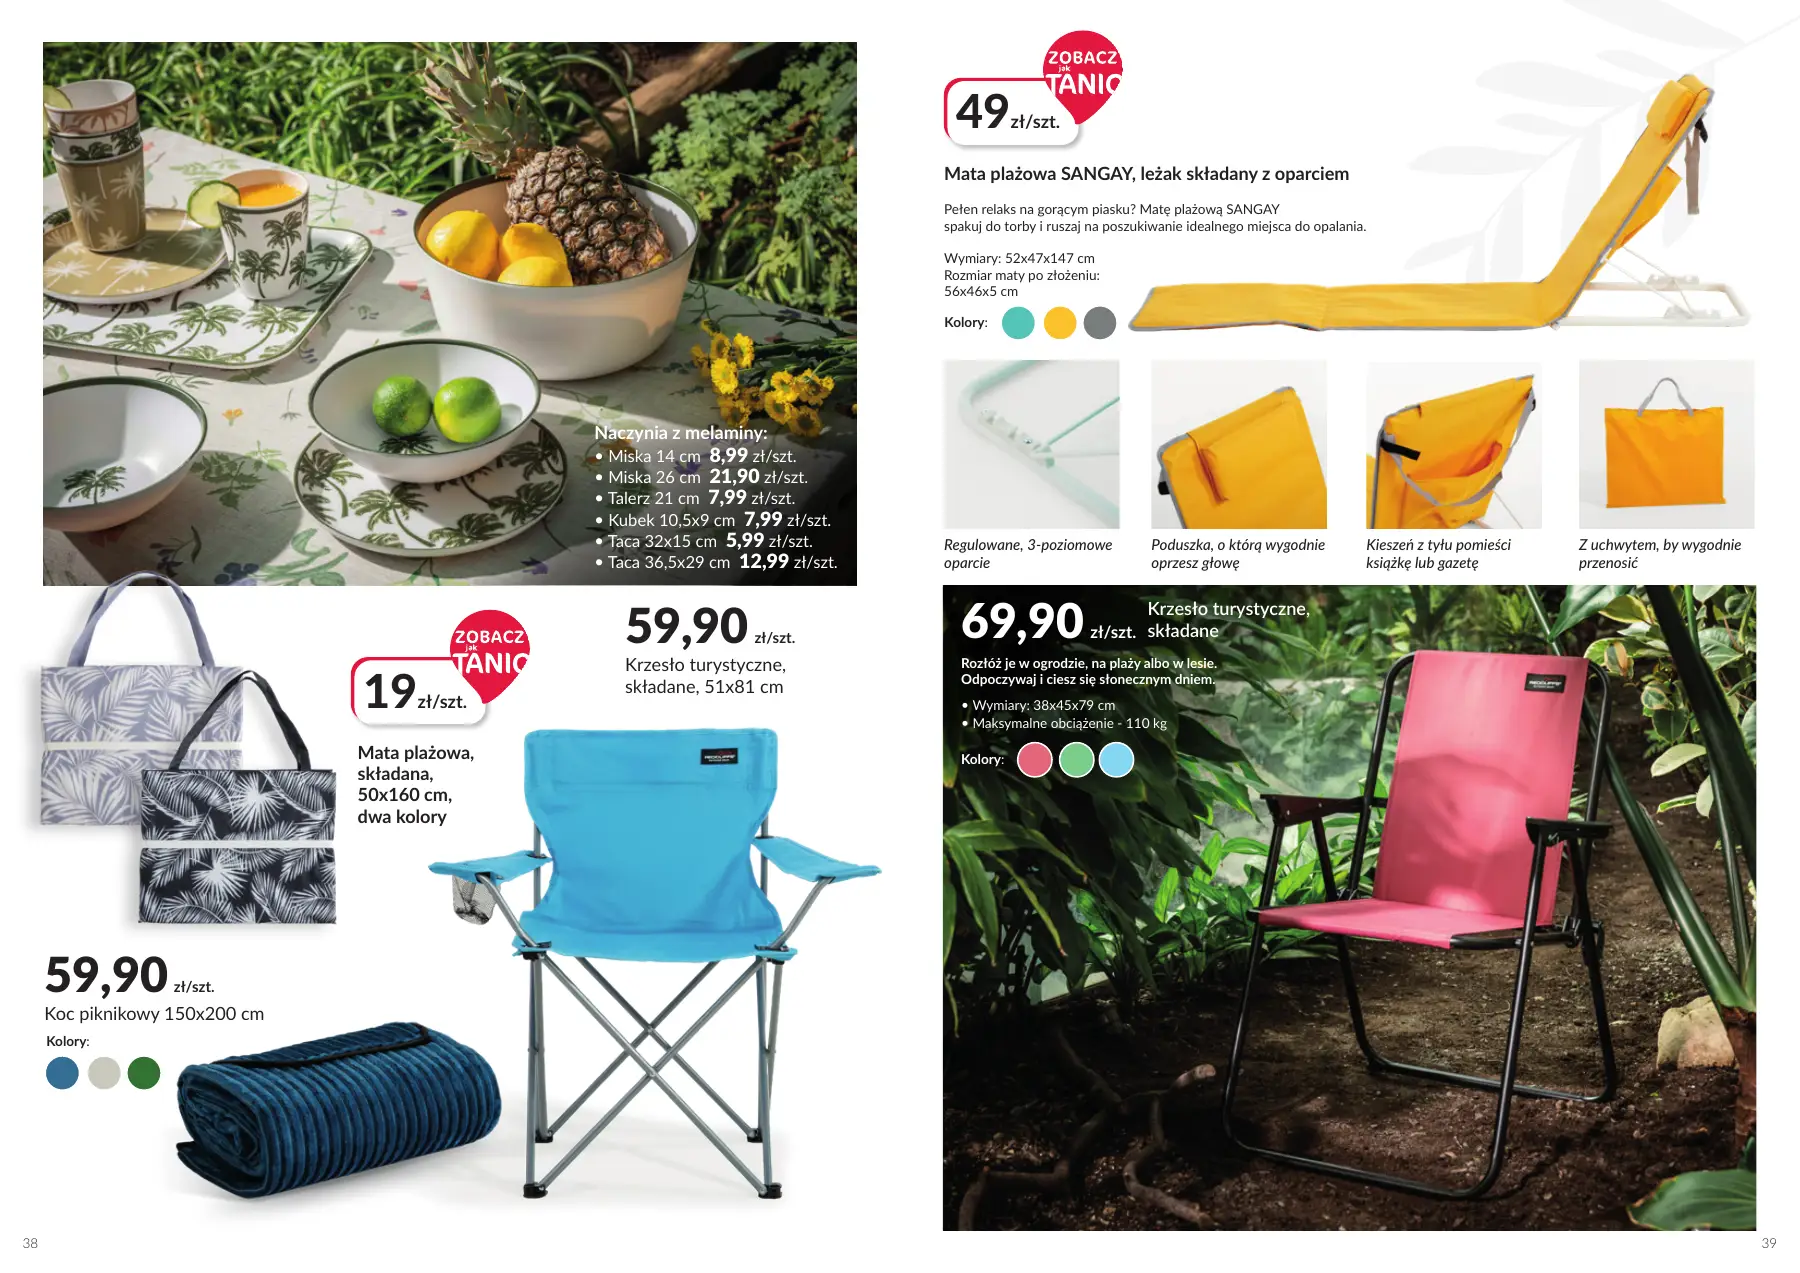 Naczynia z melaminy:
• Miska 14 cm 8,99 zł/szt.
• Miska 26 cm 21,90 zł/szt.
• Talerz 21 cm 7,99 zł/szt.
• Kubek 10,5x9 cm 7,99 zł/szt.
• Taca 32x15 cm 5,99 zł/szt.
• Taca 36,5x29 cm 12,99 zł/szt.
ZOBACZ
jak
TANIO
19 zł/szt.
Mata plażowa,
składana,
50x160 cm,
dwa kolory
59,90 zł/szt.
Krzesło turystyczne,
składane, 51x81 cm
59,90 zł/szt.
Koc piknikowy 150x200 cm
Kolory:
38
ZOBACZ
jak
TANIO
49 zł/szt.
Mata plażowa SANGAY, leżak składany z oparciem
Pełen relaks na gorącym piasku? Matę plażową SANGAY
spakuj do torby i ruszaj na poszukiwanie idealnego miejsca do opalania.
Wymiary: 52x47x147 cm
Rozmiar maty po złożeniu:
56x46x5 cm
Kolory:
Regulowane, 3-poziomowe
oparcie
Poduszka, o którą wygodnie
oprzesz głowę
Kieszeń z tyłu pomieści
książkę lub gazetę
Z uchwytem, by wygodnie
przenosić
69,90 zł/szt.
Krzesło turystyczne,
składane
Rozłóż je w ogrodzie, na plaży albo w lesie.
Odpoczywaj i ciesz się słonecznym dniem.
• Wymiary: 38x45x79 cm
• Maksymalne obciążenie - 110 kg
Kolory:
39